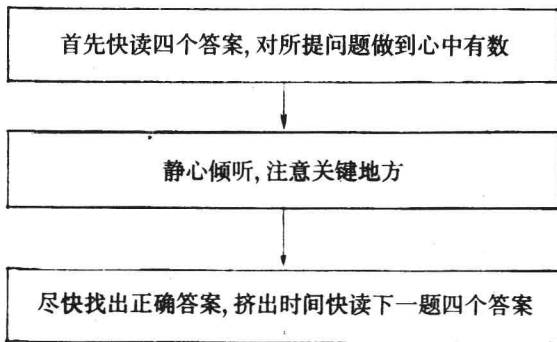 首先快读四个答案,对所提问题做到心中有数
静心倾听,注意关键地方
尽快找出正确答案,挤出时间快读下一题四个答案